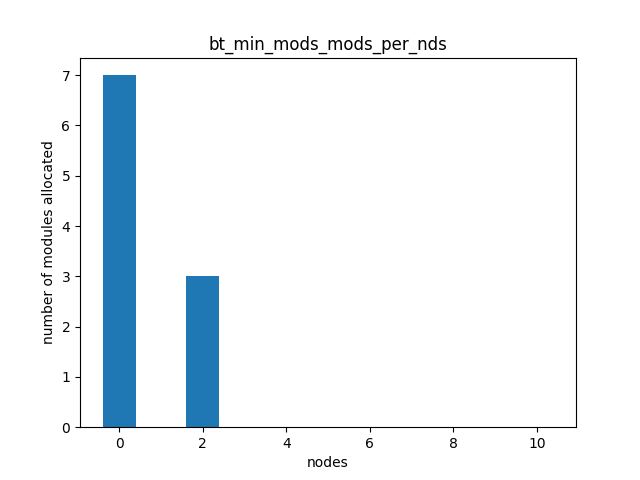 bt_min_mods_mods_per_nds
number of modules allocated
7
6
5
4
3
2
1
0
0 2 4 6 8 10
nodes